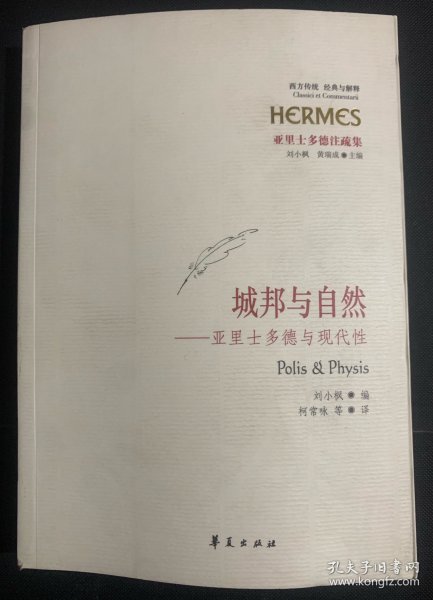 西方传统 经典与解释
Classici et Commentarii
HERMES
亚里士多德注疏集
刘小枫 黄瑞成 主编
城邦与自然
——亚里士多德与现代性
Polis & Physis
刘小枫 编
柯常咏 等 译
华夏出版社
孔夫子旧书网
www.kongfz.com